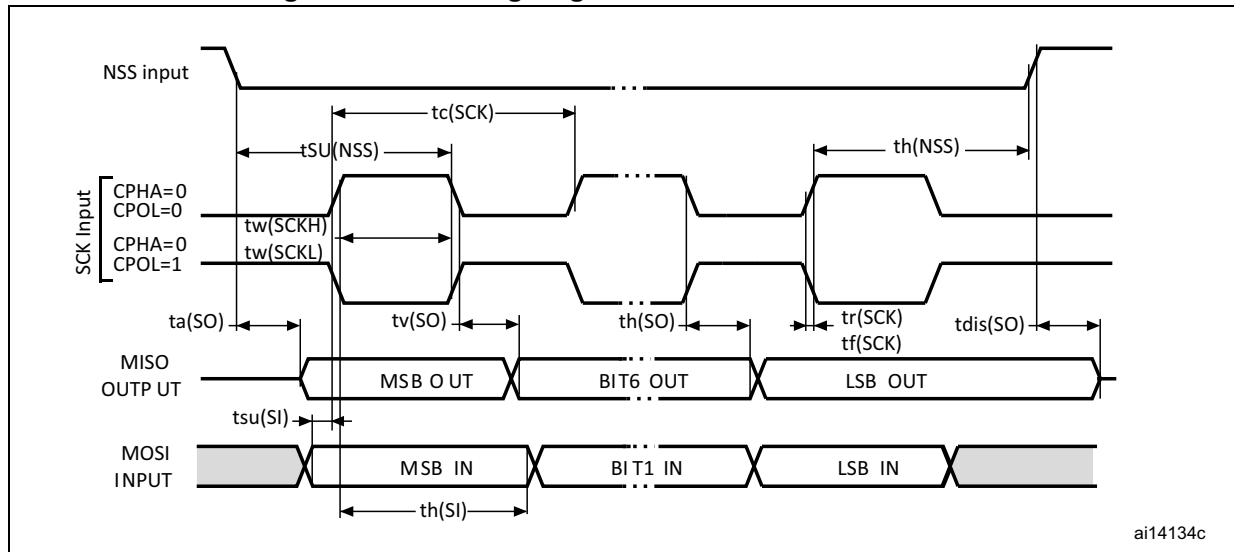 NSS input
tc(SCK)
tSU(NSS)
th(NSS)
SCK Input
CPHA=0
CPOL=0
tw(SCKH)
CPHA=0
tw(SCKL)
CPOL=1
ta(SO)
tv(SO)
th(SO)
tr(SCK)
tdis(SO)
tf(SCK)
MISO
OUTP UT
MSB O UT
BIT6 OUT
LSB OUT
tsu(SI)
MOSI
INPUT
MSB IN
BIT1 IN
LSB IN
th(SI)
ai14134c